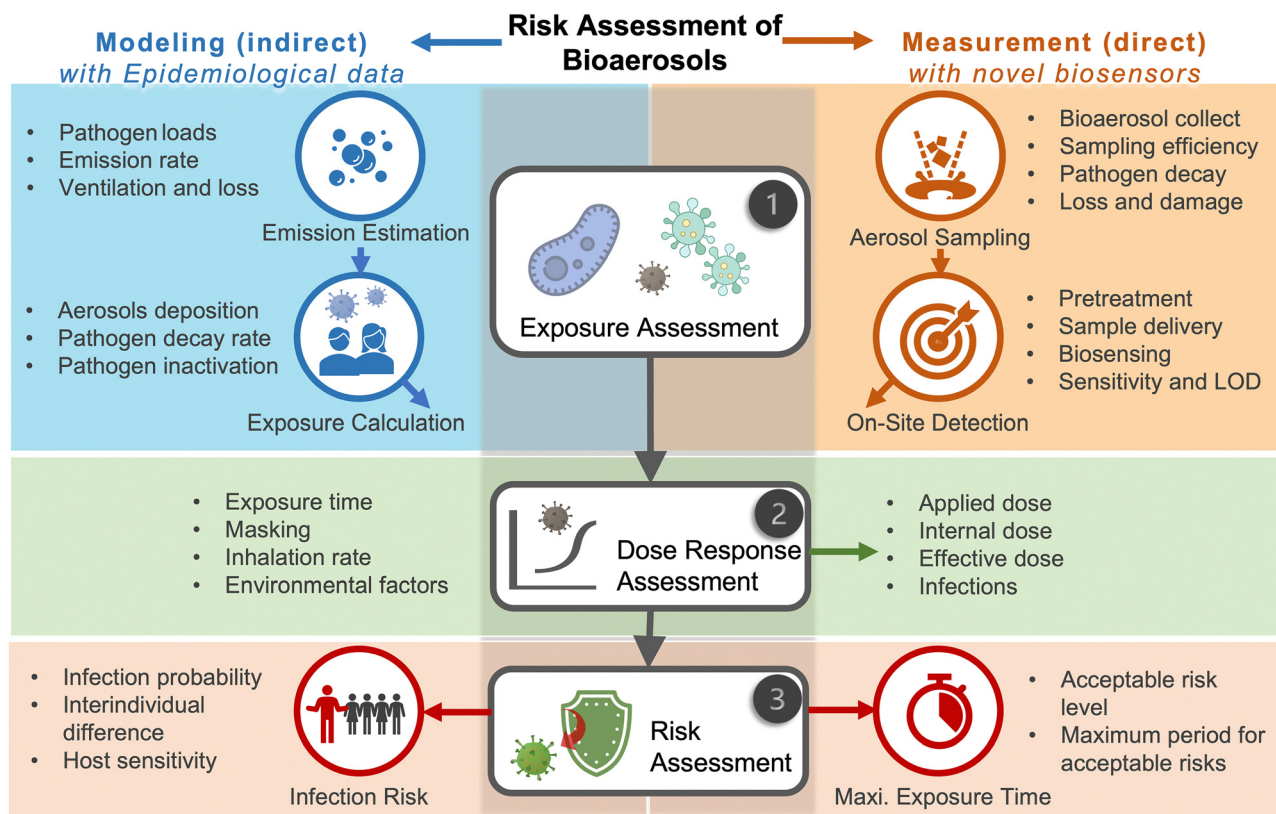 Risk Assessment of
Bioaerosols
Modeling (indirect)
with Epidemiological data
Measurement (direct)
with novel biosensors
• Pathogen loads
• Emission rate
• Ventilation and loss
Emission Estimation
• Aerosols deposition
• Pathogen decay rate
• Pathogen inactivation
Exposure Calculation
1
Exposure Assessment
• Bioaerosol collect
• Sampling efficiency
• Pathogen decay
• Loss and damage
Aerosol Sampling
• Pretreatment
• Sample delivery
• Biosensing
• Sensitivity and LOD
On-Site Detection
• Exposure time
• Masking
• Inhalation rate
• Environmental factors
2
Dose Response
Assessment
• Applied dose
• Internal dose
• Effective dose
• Infections
• Infection probability
• Interindividual
difference
• Host sensitivity
Infection Risk
3
Risk
Assessment
Maxi. Exposure Time
• Acceptable risk
level
• Maximum period for
acceptable risks